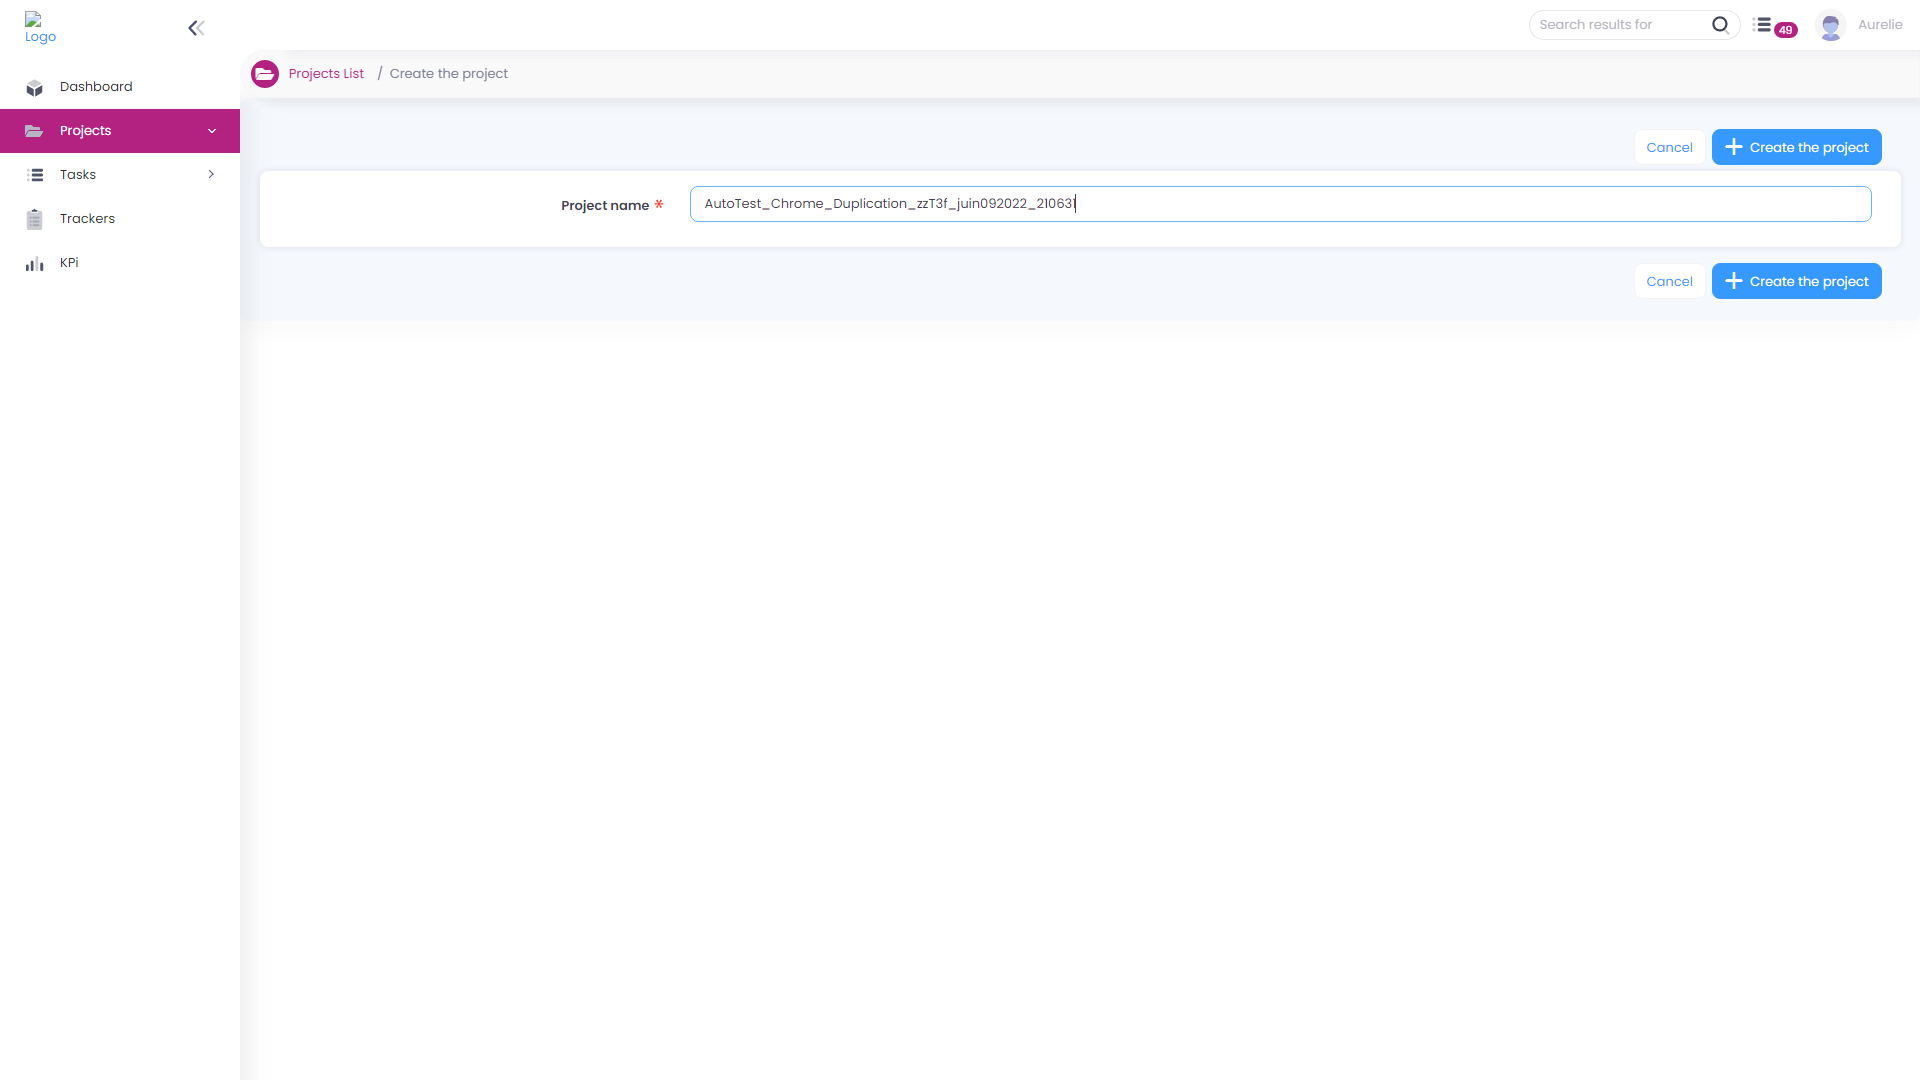 Logo
Search results for
49
Aurelie
Dashboard
Projects
Tasks
Trackers
KPi
Projects List / Create the project
Cancel
Create the project
Project name *
AutoTest_Chrome_Duplication_zzT3f_juin092022_210631
Cancel
Create the project